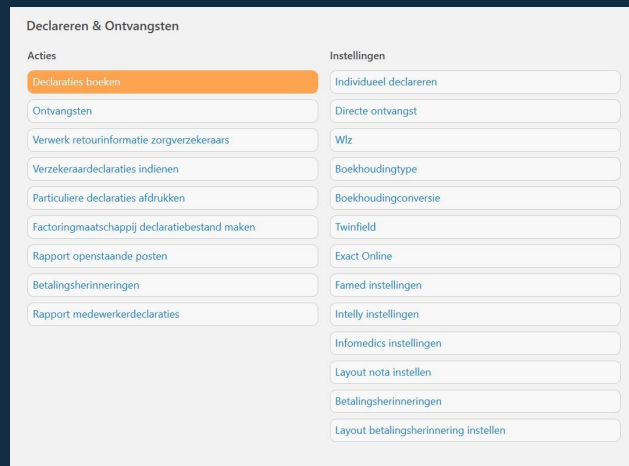 Declareren & Ontvangsten
Acties
Declaraties boeken
Ontvangsten
Verwerk retourinformatie zorgverzekeraars
Verzekeraardeclaraties indienen
Particuliere declaraties afdrukken
Factoringmaatschappij declaratiebestand maken
Rapport openstaande posten
Betalingsherinneringen
Rapport medewerkerdeclaraties
Instellingen
Individueel declareren
Directe ontvangst
Wlz
Boekhoudingtype
Boekhoudingconversie
Twinfield
Exact Online
Famed instellingen
Intelly instellingen
Infomedics instellingen
Layout nota instellen
Betalingsherinneringen
Layout betalingsherinnering instellen